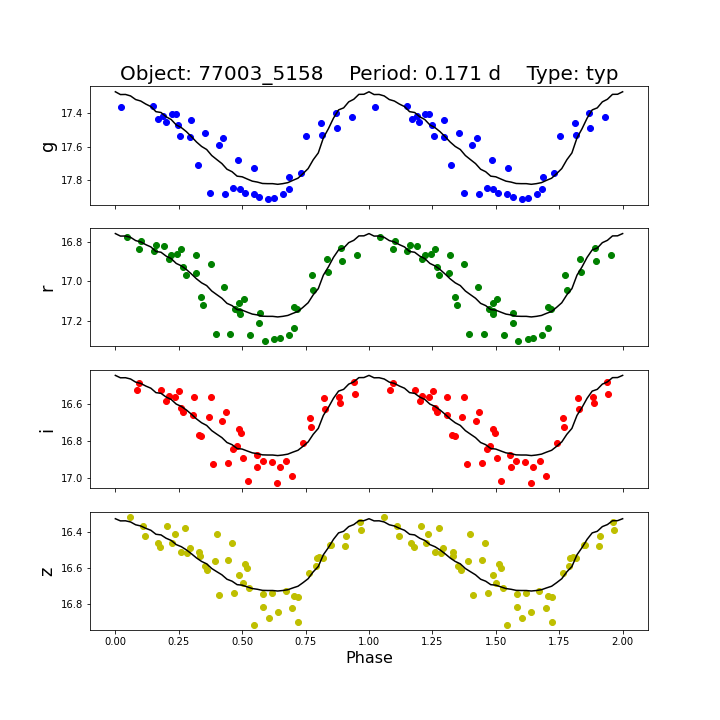 Object: 77003_5158    Period: 0.171 d    Type: typ
g
17.4
17.6
17.8
r
16.8
17.0
17.2
i
16.6
16.8
17.0
z
16.4
16.6
16.8
0.00 0.25 0.50 0.75 1.00 1.25 1.50 1.75 2.00
Phase